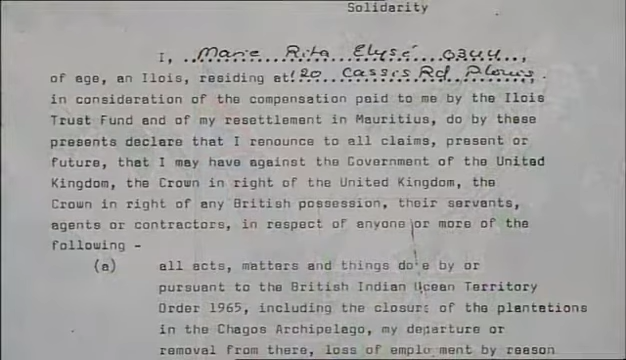 Solidarity
I, Marie Rita Elysé
of age, an Ilois, residing at 120 Cassis Rd P. Louis,
in consideration of the compensation paid to me by the Ilois
Trust Fund and of my resettlement in Mauritius, do by these
presents declare that I renounce to all claims, present or
future, that I may have against the Government of the United
Kingdom, the Crown in right of the United Kingdom, the
Crown in right of any British possession, their servants,
agents or contractors, in respect of anyone or more of the
following -
(a) all acts, matters and things done by or
pursuant to the British Indian Ocean Territory
Order 1965, including the closure of the plantations
in the Chagos Archipelago, my departure or
removal from there, loss of employment by reason